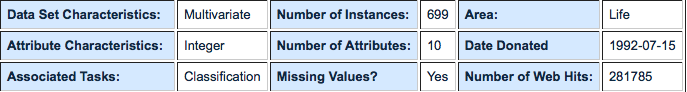 Data Set Characteristics: Multivariate Number of Instances: 699 Area: Life
Attribute Characteristics: Integer Number of Attributes: 10 Date Donated 1992-07-15
Associated Tasks: Classification Missing Values? Yes Number of Web Hits: 281785